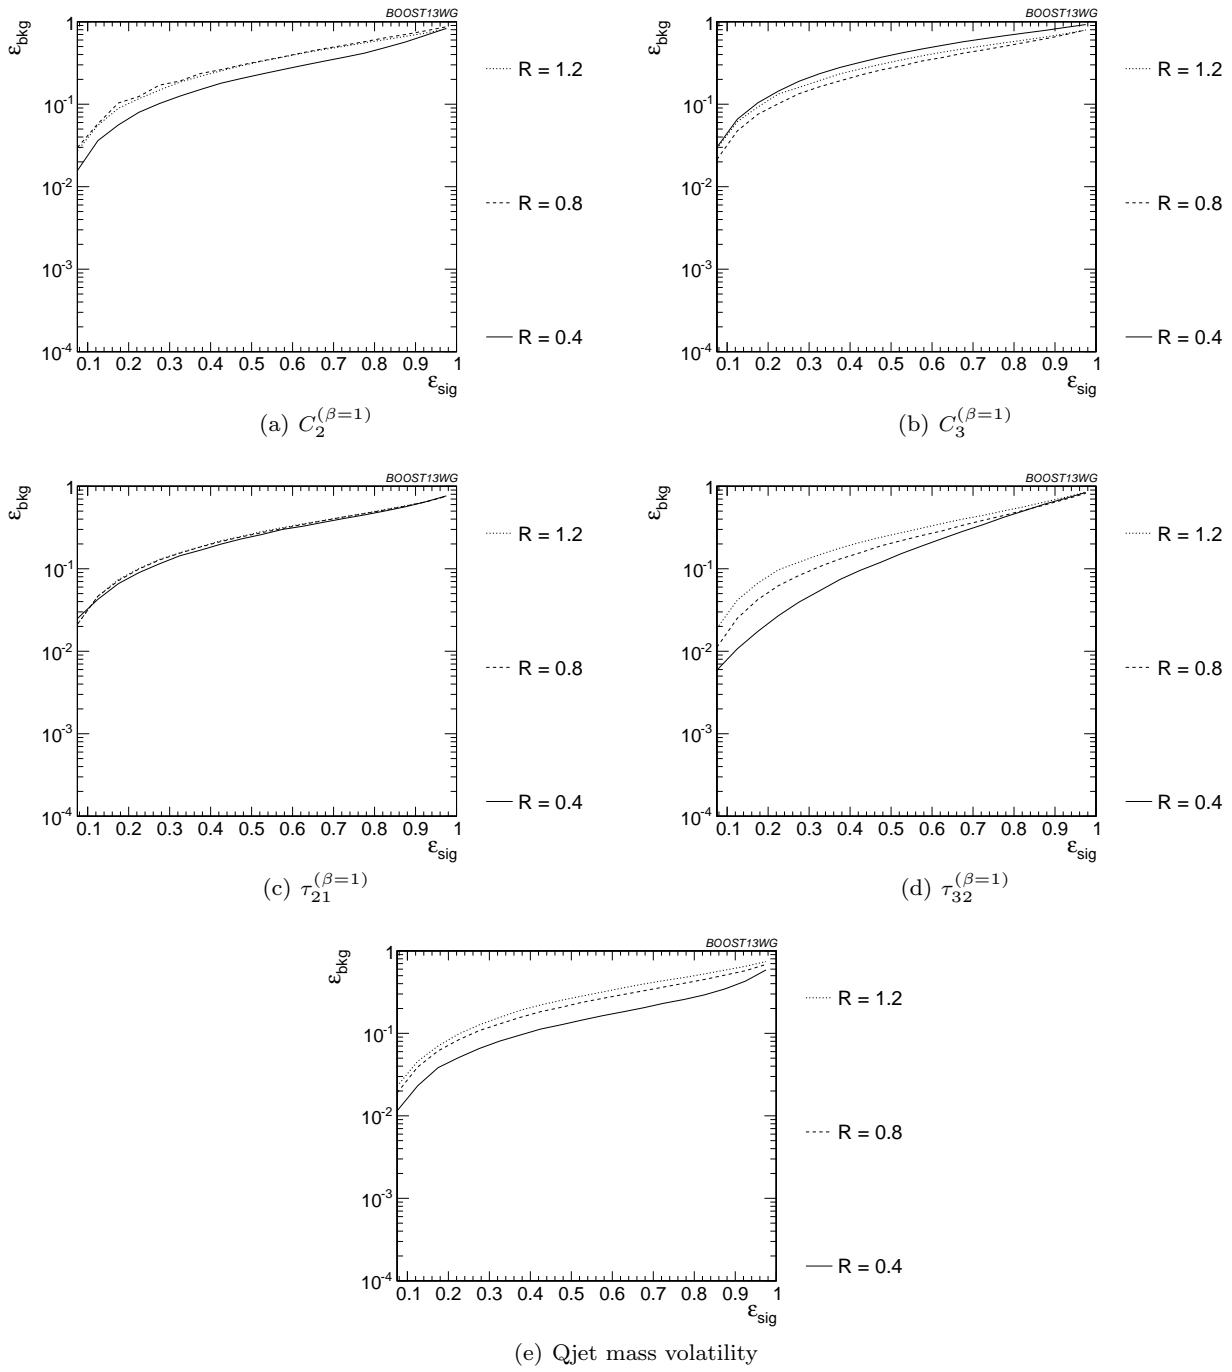 BOOST13WG
ε_bkg
1
10⁻¹
10⁻²
10⁻³
10⁻⁴
0.1 0.2 0.3 0.4 0.5 0.6 0.7 0.8 0.9 1
ε_sig
R = 1.2
R = 0.8
R = 0.4
(a) C₂^(β=1)
BOOST13WG
ε_bkg
1
10⁻¹
10⁻²
10⁻³
10⁻⁴
0.1 0.2 0.3 0.4 0.5 0.6 0.7 0.8 0.9 1
ε_sig
R = 1.2
R = 0.8
R = 0.4
(b) C₃^(β=1)
BOOST13WG
ε_bkg
1
10⁻¹
10⁻²
10⁻³
10⁻⁴
0.1 0.2 0.3 0.4 0.5 0.6 0.7 0.8 0.9 1
ε_sig
R = 1.2
R = 0.8
R = 0.4
(c) τ₂₁^(β=1)
BOOST13WG
ε_bkg
1
10⁻¹
10⁻²
10⁻³
10⁻⁴
0.1 0.2 0.3 0.4 0.5 0.6 0.7 0.8 0.9 1
ε_sig
R = 1.2
R = 0.8
R = 0.4
(d) τ₃₂^(β=1)
BOOST13WG
ε_bkg
1
10⁻¹
10⁻²
10⁻³
10⁻⁴
0.1 0.2 0.3 0.4 0.5 0.6 0.7 0.8 0.9 1
ε_sig
R = 1.2
R = 0.8
R = 0.4
(e) Qjet mass volatility